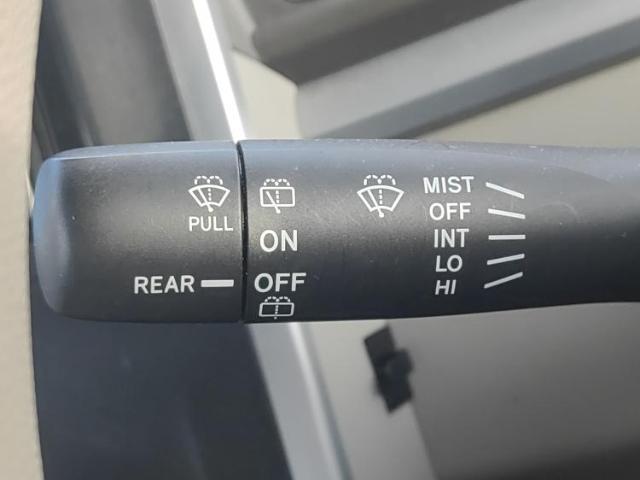 PULL
REAR
ON
OFF
MIST
OFF
INT
LO
HI